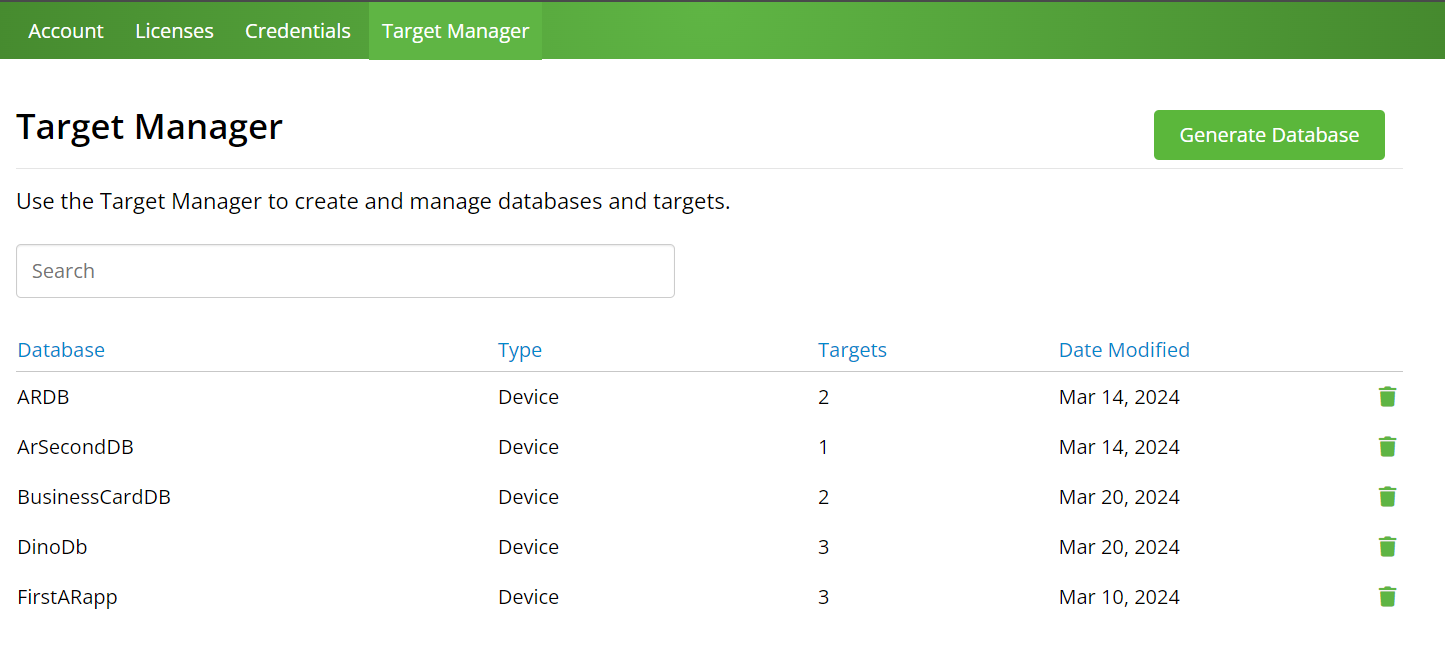 Account Licenses Credentials Target Manager
Target Manager
Generate Database
Use the Target Manager to create and manage databases and targets.
Search
Database Type Targets Date Modified
ARDB Device 2 Mar 14, 2024
ArSecondDB Device 1 Mar 14, 2024
BusinessCardDB Device 2 Mar 20, 2024
DinoDb Device 3 Mar 20, 2024
FirstARapp Device 3 Mar 10, 2024